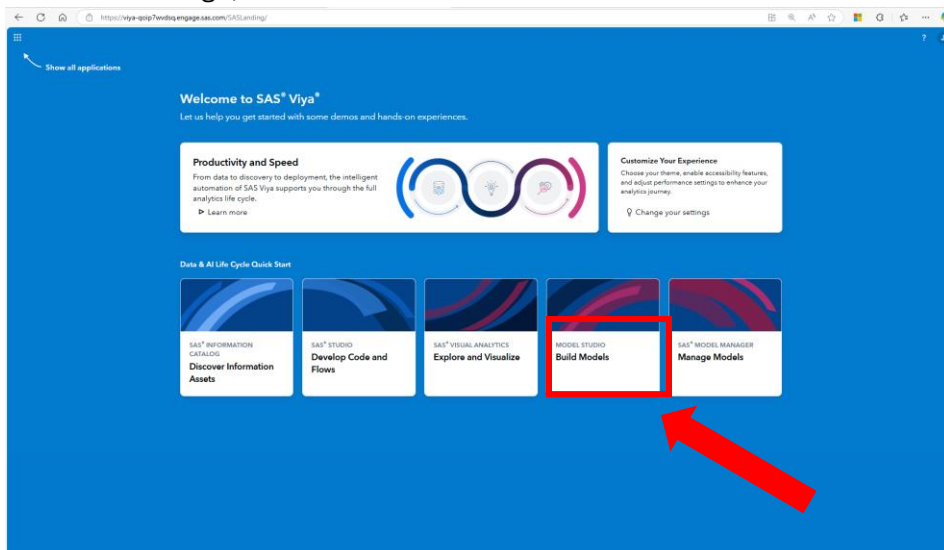 https://viya-qoip7wvdsq.engage.sas.com/SASLanding/
Show all applications
Welcome to SAS® Viya®
Let us help you get started with some demos and hands-on experiences.
Productivity and Speed
From data to discovery to deployment, the intelligent
automation of SAS Viya supports you through the full
analytics life cycle.
Learn more
Customize Your Experience
Choose your theme, enable accessibility features,
and adjust performance settings to enhance your
analytics journey.
Change your settings
Data & AI Life Cycle Quick Start
SAS® INFORMATION
CATALOG
Discover Information
Assets
SAS® STUDIO
Develop Code and
Flows
SAS® VISUAL ANALYTICS
Explore and Visualize
MODEL STUDIO
Build Models
SAS® MODEL MANAGER
Manage Models